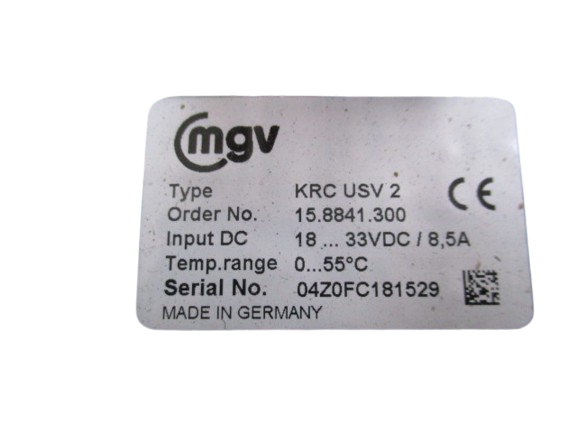 mgv
Type KRC USV 2 CE
Order No. 15.8841.300
Input DC 18 ... 33VDC / 8,5A
Temp.range 0...55°C
Serial No. 04Z0FC181529
MADE IN GERMANY